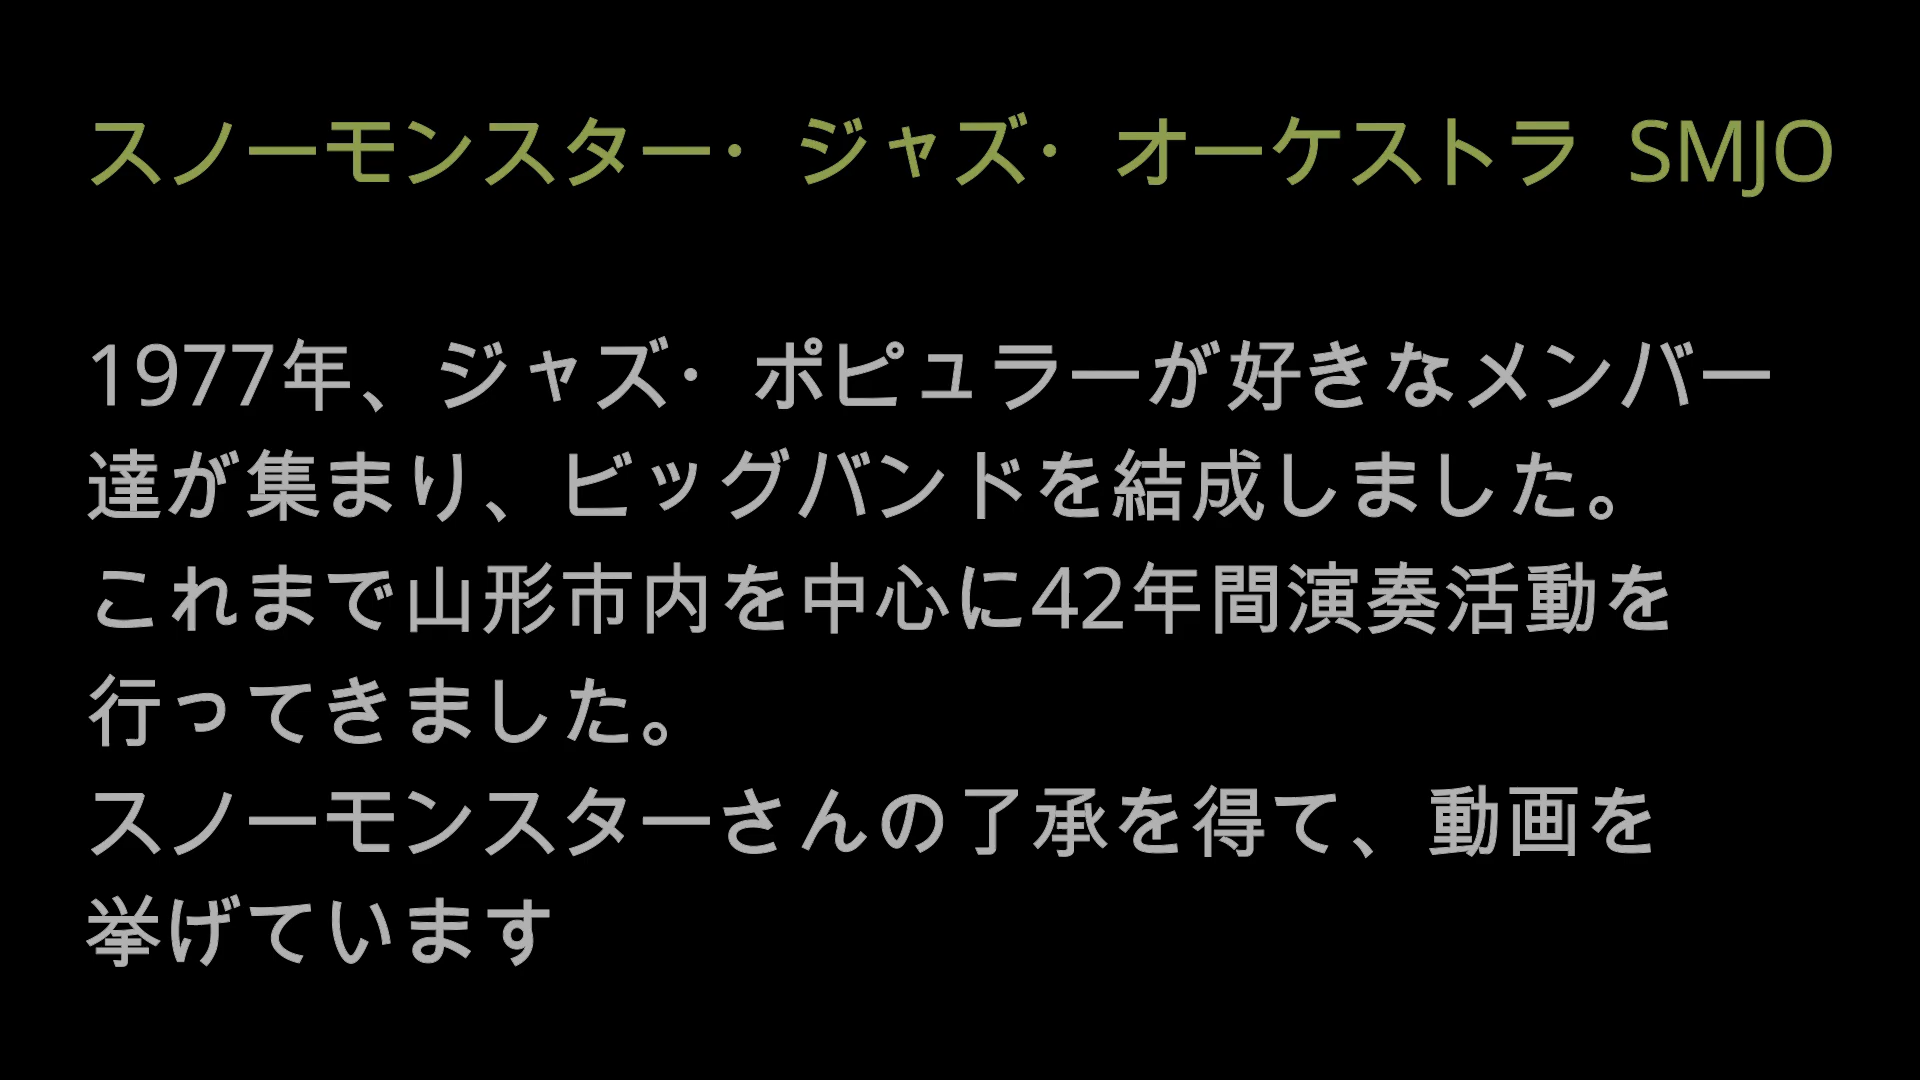 スノーモンスター・ジャズ・オーケストラ SMJO
1977年、ジャズ・ポピュラーが好きなメンバー
達が集まり、ビッグバンドを結成しました。
これまで山形市内を中心に42年間演奏活動を
行ってきました。
スノーモンスターさんの了承を得て、動画を
挙げています